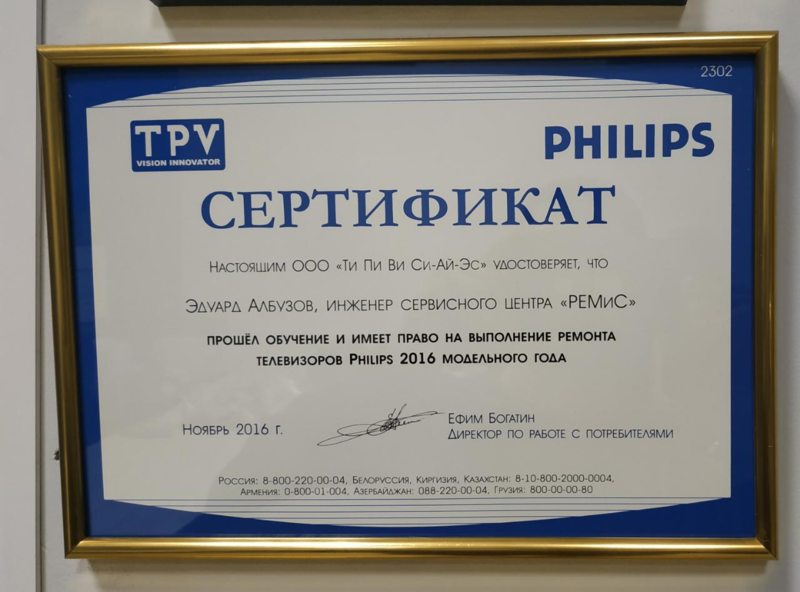 2302
TPV
VISION INNOVATOR
PHILIPS
СЕРТИФИКАТ
Настоящим ООО «Ти Пи Ви Си-Ай-Эс» удостоверяет, что
Эдуард Албузов, инженер сервисного центра «РЕМиС»
прошёл обучение и имеет право на выполнение ремонта
телевизоров Philips 2016 модельного года
Ноябрь 2016 г.
Ефим Богатин
Директор по работе с потребителями
Россия: 8-800-220-00-04, Белоруссия, Киргизия, Казахстан: 8-10-800-2000-0004,
Армения: 0-800-01-004, Азербайджан: 088-220-00-04, Грузия: 800-00-00-80